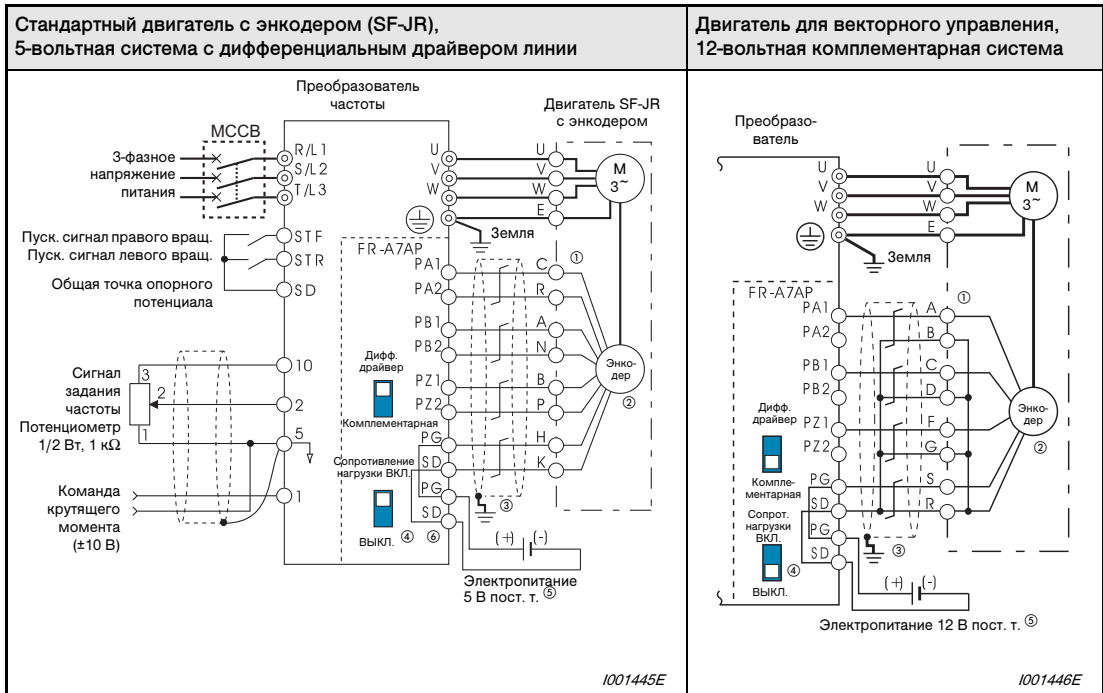 Стандартный двигатель с энкодером (SF-JR),
5-вольтная система с дифференциальным драйвером линии
Двигатель для векторного управления,
12-вольтная комплементарная система
Преобразователь
частоты
Двигатель SF-JR
с энкодером
MCCB
3-фазное
напряжение
питания
R/L1
S/L2
T/L3
U
V
W
U
V
W
E
M
3~
Земля
Пуск. сигнал правого вращ.
Пуск. сигнал левого вращ.
Общая точка опорного
потенциала
STF
STR
SD
FR-A7AP
PA1
PA2
PB1
PB2
PZ1
PZ2
PG
SD
PG
SD
C
R
A
N
B
P
H
K
①
Энко-
дер
②
Дифф.
драйвер
Комплементарная
Сопротивление
нагрузки ВКЛ.
ВЫКЛ.
④
⑥
③
Сигнал
задания
частоты
Потенциометр
1/2 Вт, 1 кΩ
3
2
1
10
2
5
1
Команда
крутящего
момента
(±10 В)
(+)
(-)
Электропитание
5 В пост. т. ⑤
I001445E
Преобразо-
ватель
U
V
W
U
V
W
E
M
3~
Земля
FR-A7AP
PA1
PA2
PB1
PB2
PZ1
PZ2
PG
SD
PG
SD
①
A
B
C
D
F
G
S
R
Энко-
дер
②
Дифф.
драйвер
Компле-
ментарная
Сопрот.
нагрузки
ВКЛ.
④
ВЫКЛ.
③
(+)
(-)
Электропитание 12 В пост. т. ⑤
I001446E